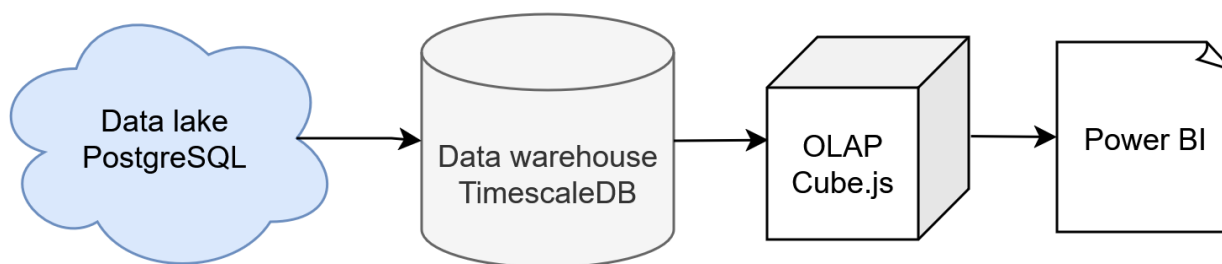 Data lake
PostgreSQL
Data warehouse
TimescaleDB
OLAP
Cube.js
Power BI